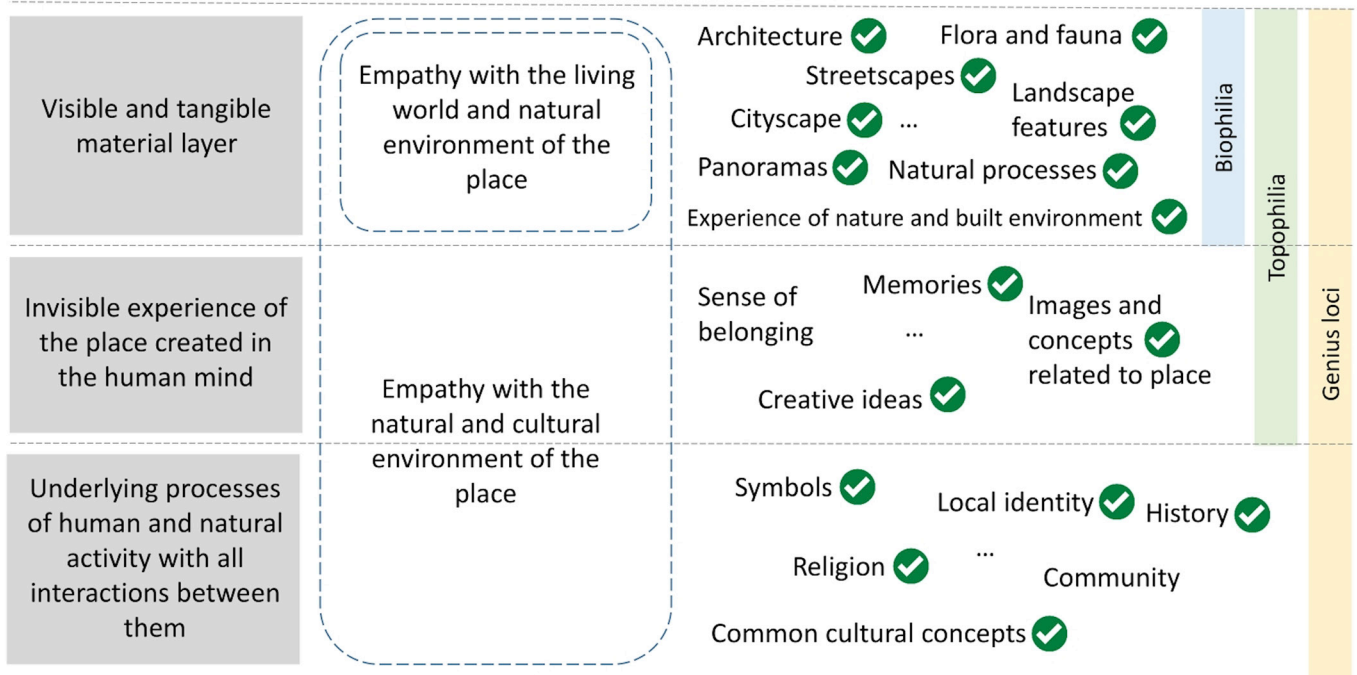 Visible and tangible
material layer
Empathy with the living
world and natural
environment of the
place
Architecture
Flora and fauna
Streetscapes
Cityscape
...
Landscape
features
Panoramas
Natural processes
Experience of nature and built environment
Biophilia
Topophilia
Genius loci
Invisible experience of
the place created in
the human mind
Empathy with the
natural and cultural
environment of the
place
Sense of
belonging
Memories
...
Images and
concepts
related to place
Creative ideas
Underlying processes
of human and natural
activity with all
interactions between
them
Symbols
Local identity
History
...
Religion
Community
Common cultural concepts